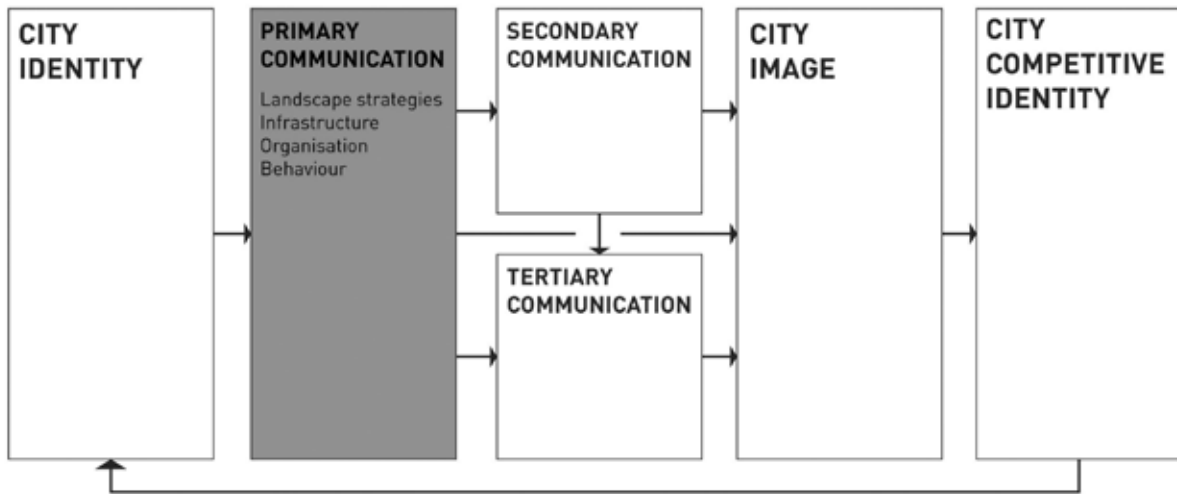 CITY
IDENTITY
PRIMARY
COMMUNICATION
Landscape strategies
Infrastructure
Organisation
Behaviour
SECONDARY
COMMUNICATION
TERTIARY
COMMUNICATION
CITY
IMAGE
CITY
COMPETITIVE
IDENTITY